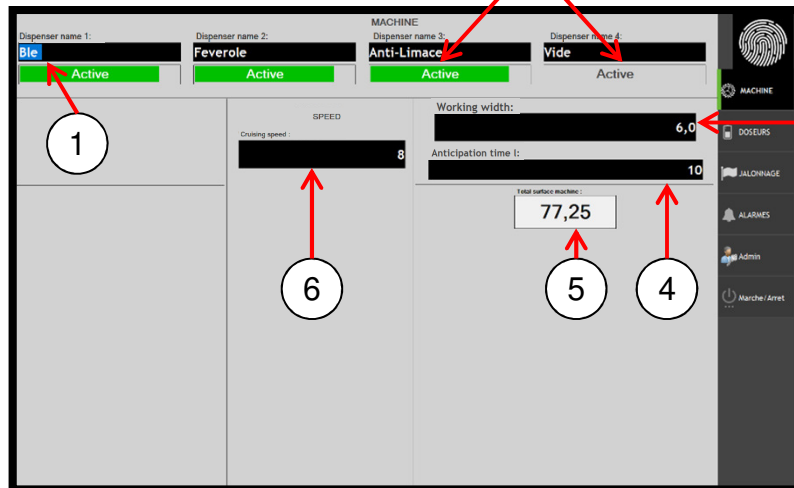 MACHINE
Dispenser name 1: Dispenser name 2: Dispenser name 3: Dispenser name 4:
Ble Feverole Anti-Limace Vide
Active Active Active Active
MACHINE
SPEED
Working width:
Cruising speed :
6,0
DOSEURS
1
8
Anticipation time I:
10
JALONNAGE
Total surface machine :
77,25
ALARMES
Admin
6 5 4
Marche/Arret